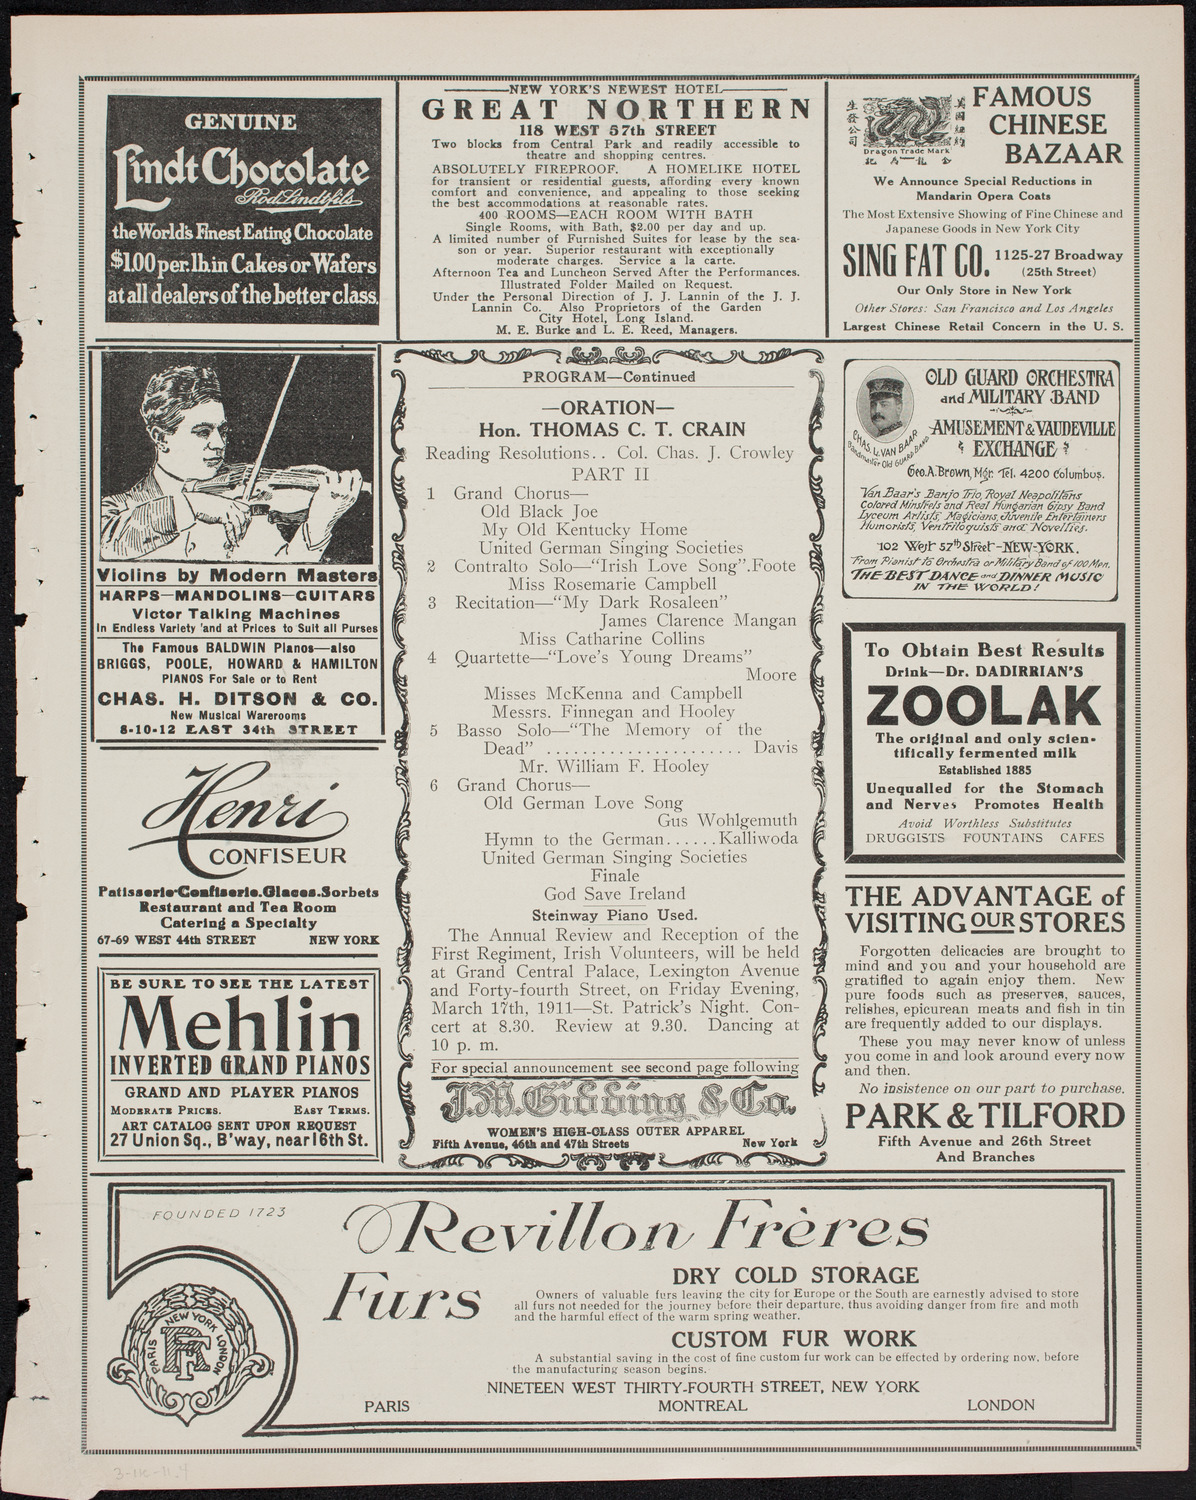 GENUINE
Lindt Chocolate
Rod. Lindt fils
the World's Finest Eating Chocolate
$1.00 per. lb. in Cakes or Wafers
at all dealers of the better class.
NEW YORK'S NEWEST HOTEL
GREAT NORTHERN
118 WEST 57th STREET
Two blocks from Central Park and readily accessible to
theatre and shopping centres.
ABSOLUTELY FIREPROOF. A HOMELIKE HOTEL
for transient or residential guests, affording every known
comfort and convenience, and appealing to those seeking
the best accommodations at reasonable rates.
400 ROOMS—EACH ROOM WITH BATH
Single Rooms, with Bath, $2.00 per day and up.
A limited number of Furnished Suites for lease by the sea-
son or year. Superior restaurant with exceptionally
moderate charges. Service a la carte.
Afternoon Tea and Luncheon Served After the Performances.
Illustrated Folder Mailed on Request.
Under the Personal Direction of J. J. Lannin of the J. J.
Lannin Co. Also Proprietors of the Garden
City Hotel, Long Island.
M. E. Burke and L. E. Reed, Managers.
生發公司
Dragon Trade Mark
FAMOUS
CHINESE
BAZAAR
We Announce Special Reductions in
Mandarin Opera Coats
The Most Extensive Showing of Fine Chinese and
Japanese Goods in New York City
SING FAT CO. 1125-27 Broadway
(25th Street)
Our Only Store in New York
Other Stores: San Francisco and Los Angeles
Largest Chinese Retail Concern in the U. S.
Violins by Modern Masters
HARPS—MANDOLINS—GUITARS
Victor Talking Machines
In Endless Variety and at Prices to Suit all Purses
The Famous BALDWIN Pianos—also
BRIGGS, POOLE, HOWARD & HAMILTON
PIANOS For Sale or to Rent
CHAS. H. DITSON & CO.
New Musical Warerooms
8-10-12 EAST 34th STREET
Henri
CONFISEUR
Patisserie-Confiserie.Glaces.Sorbets
Restaurant and Tea Room
Catering a Specialty
67-69 WEST 44th STREET NEW YORK
BE SURE TO SEE THE LATEST
Mehlin
INVERTED GRAND PIANOS
GRAND AND PLAYER PIANOS
MODERATE PRICES. EASY TERMS.
ART CATALOG SENT UPON REQUEST
27 Union Sq., B'way, near 16th St.
PROGRAM—Continued
—ORATION—
Hon. THOMAS C. T. CRAIN
Reading Resolutions.. Col. Chas. J. Crowley
PART II
1 Grand Chorus—
Old Black Joe
My Old Kentucky Home
United German Singing Societies
2 Contralto Solo—"Irish Love Song".Foote
Miss Rosemarie Campbell
3 Recitation—"My Dark Rosaleen"
James Clarence Mangan
Miss Catharine Collins
4 Quartette—"Love's Young Dreams"
Moore
Misses McKenna and Campbell
Messrs. Finnegan and Hooley
5 Basso Solo—"The Memory of the
Dead" ...................... Davis
Mr. William F. Hooley
6 Grand Chorus—
Old German Love Song
Gus Wohlgemuth
Hymn to the German......Kalliwoda
United German Singing Societies
Finale
God Save Ireland
Steinway Piano Used.
The Annual Review and Reception of the
First Regiment, Irish Volunteers, will be held
at Grand Central Palace, Lexington Avenue
and Forty-fourth Street, on Friday Evening,
March 17th, 1911—St. Patrick's Night. Con-
cert at 8.30. Review at 9.30. Dancing at
10 p. m.
For special announcement see second page following
J.M. Gidding & Co.
WOMEN'S HIGH-CLASS OUTER APPAREL
Fifth Avenue, 46th and 47th Streets New York
CHAS. L. VAN BAAR
Bandmaster Old Guard Band
OLD GUARD ORCHESTRA
and MILITARY BAND
AMUSEMENT & VAUDEVILLE
EXCHANGE
Geo. A. Brown, Mgr. Tel. 4200 Columbus.
Van Baar's Banjo Trio, Royal Neapolitans
Colored Minstrels and Real Hungarian Gipsy Band
Lyceum Artists Magicians Juvenile Entertainers
Humorists, Ventriloquists and Novelties.
102 West 57th Street-NEW-YORK.
From Pianist to Orchestra or Military Band of 100 Men.
THE BEST DANCE and DINNER MUSIC
IN THE WORLD!
To Obtain Best Results
Drink—Dr. DADIRRIAN'S
ZOOLAK
The original and only scien-
tifically fermented milk
Established 1885
Unequalled for the Stomach
and Nerves Promotes Health
Avoid Worthless Substitutes
DRUGGISTS FOUNTAINS CAFES
THE ADVANTAGE of
VISITING OUR STORES
Forgotten delicacies are brought to
mind and you and your household are
gratified to again enjoy them. New
pure foods such as preserves, sauces,
relishes, epicurean meats and fish in tin
are frequently added to our displays.
These you may never know of unless
you come in and look around every now
and then.
No insistence on our part to purchase.
PARK & TILFORD
Fifth Avenue and 26th Street
And Branches
FOUNDED 1723
Revillon Frères
Furs
PARIS NEW YORK LONDON
RF
DRY COLD STORAGE
Owners of valuable furs leaving the city for Europe or the South are earnestly advised to store
all furs not needed for the journey before their departure, thus avoiding danger from fire and moth
and the harmful effect of the warm spring weather.
CUSTOM FUR WORK
A substantial saving in the cost of fine custom fur work can be effected by ordering now, before
the manufacturing season begins.
NINETEEN WEST THIRTY-FOURTH STREET, NEW YORK
PARIS MONTREAL LONDON